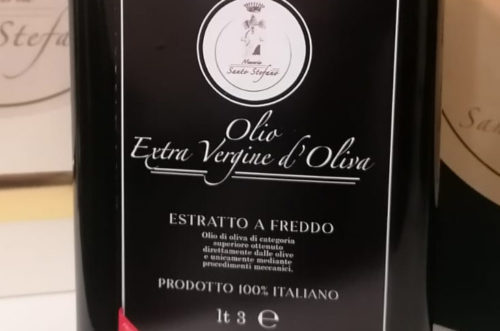 Masseria
Santo Stefano
Olio
Extra Vergine d'Oliva
ESTRATTO A FREDDO
Olio di oliva di categoria
superiore ottenuto
direttamente dalle olive
e unicamente mediante
procedimenti meccanici.
PRODOTTO 100% ITALIANO
lt 3 ℮